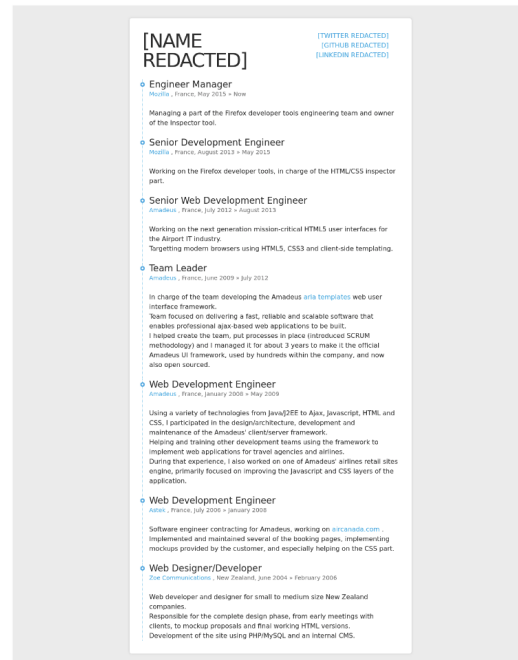 [NAME
REDACTED]
[TWITTER REDACTED]
[GITHUB REDACTED]
[LINKEDIN REDACTED]
Engineer Manager
Mozilla , France, May 2015 » Now
Managing a part of the Firefox developer tools engineering team and owner
of the Inspector tool.
Senior Development Engineer
Mozilla , France, August 2013 » May 2015
Working on the Firefox developer tools, in charge of the HTML/CSS inspector
part.
Senior Web Development Engineer
Amadeus , France, July 2012 » August 2013
Working on the next generation mission-critical HTML5 user interfaces for
the Airport IT industry.
Targetting modern browsers using HTML5, CSS3 and client-side templating.
Team Leader
Amadeus , France, June 2009 » July 2012
In charge of the team developing the Amadeus aria templates web user
interface framework.
Team focused on delivering a fast, reliable and scalable software that
enables professional ajax-based web applications to be built.
I helped create the team, put processes in place (introduced SCRUM
methodology) and I managed it for about 3 years to make it the official
Amadeus UI framework, used by hundreds within the company, and now
also open sourced.
Web Development Engineer
Amadeus , France, January 2008 » May 2009
Using a variety of technologies from Java/J2EE to Ajax, Javascript, HTML and
CSS, I participated in the design/architecture, development and
maintenance of the Amadeus' client/server framework.
Helping and training other development teams using the framework to
implement web applications for travel agencies and airlines.
During that experience, I also worked on one of Amadeus' airlines retail sites
engine, primarily focused on improving the Javascript and CSS layers of the
application.
Web Development Engineer
Astek , France, July 2006 » January 2008
Software engineer contracting for Amadeus, working on aircanada.com .
Implemented and maintained several of the booking pages, implementing
mockups provided by the customer, and especially helping on the CSS part.
Web Designer/Developer
Zoe Communications , New Zealand, June 2004 » February 2006
Web developer and designer for small to medium size New Zealand
companies.
Responsible for the complete design phase, from early meetings with
clients, to mockup proposals and final working HTML versions.
Development of the site using PHP/MySQL and an internal CMS.